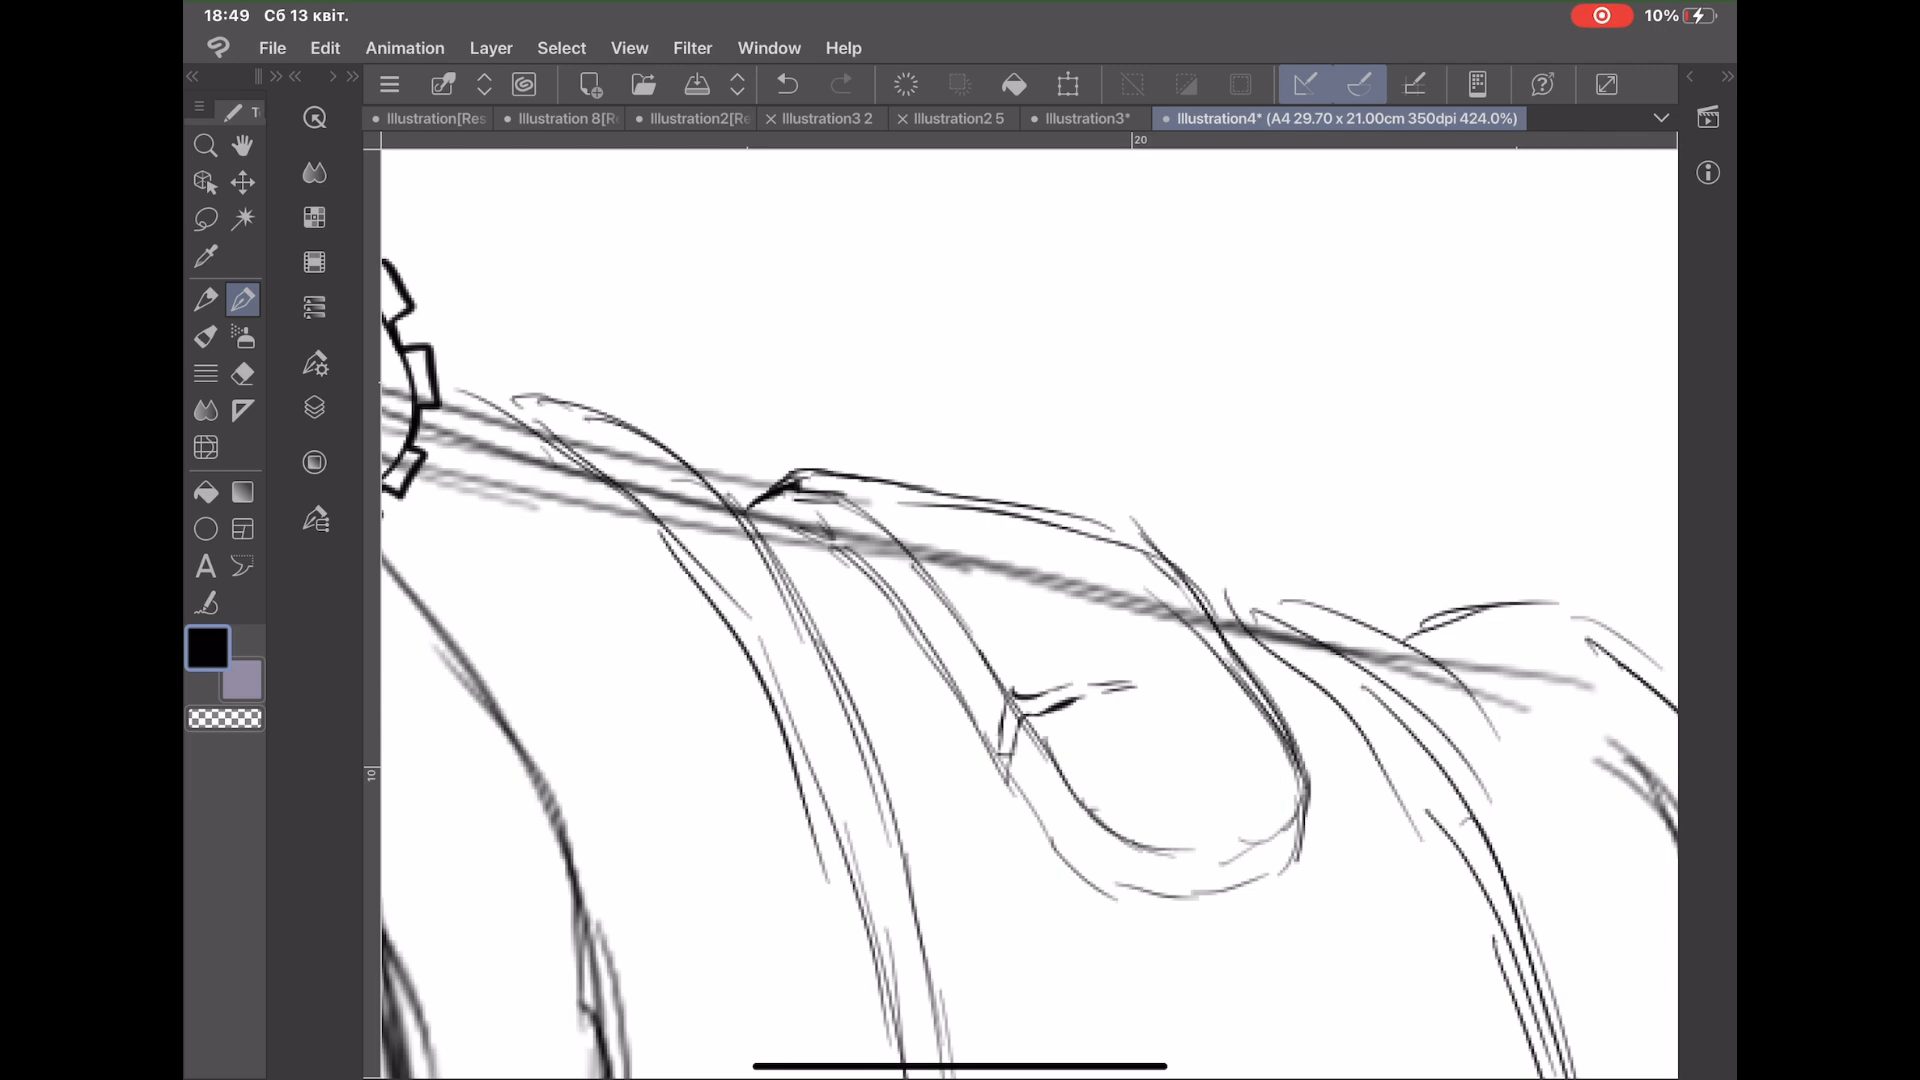 18:49 Сб 13 квіт. 10%
File Edit Animation Layer Select View Filter Window Help
T Illustration[Res Illustration 8[R Illustration2[Re Illustration3 2 Illustration2 5 Illustration3* Illustration4* (A4 29.70 x 21.00cm 350dpi 424.0%)
20
10